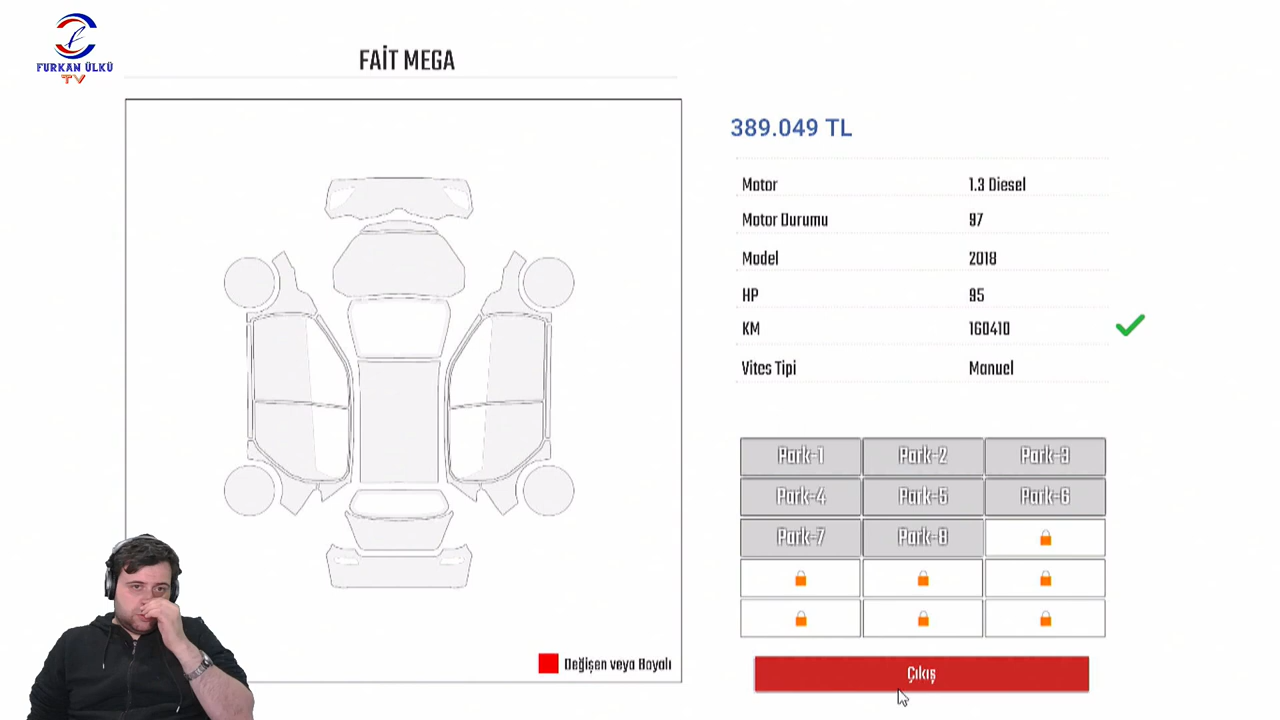 FURKAN ÜLKÜ
TV
FAİT MEGA
389.049 TL
Motor 1.3 Diesel
Motor Durumu 97
Model 2018
HP 95
KM 160410
Vites Tipi Manuel
Park-1 Park-2 Park-3
Park-4 Park-5 Park-6
Park-7 Park-8
Değişen veya Boyalı
Çıkış